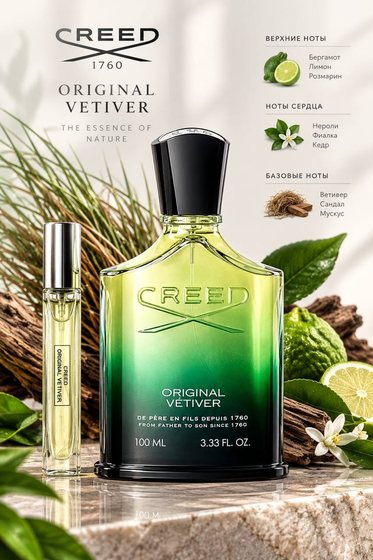 CREED
1760
ORIGINAL
VETIVER
THE ESSENCE OF
NATURE
ВЕРХНИЕ НОТЫ
Бергамот
Лимон
Розмарин
НОТЫ СЕРДЦА
Нероли
Фиалка
Кедр
БАЗОВЫЕ НОТЫ
Ветивер
Сандал
Мускус
CREED
ORIGINAL VETIVER
CREED
ORIGINAL
VÉTIVER
DE PÈRE EN FILS DEPUIS 1760
FROM FATHER TO SON SINCE 1760
100 ML 3.33 FL. OZ.